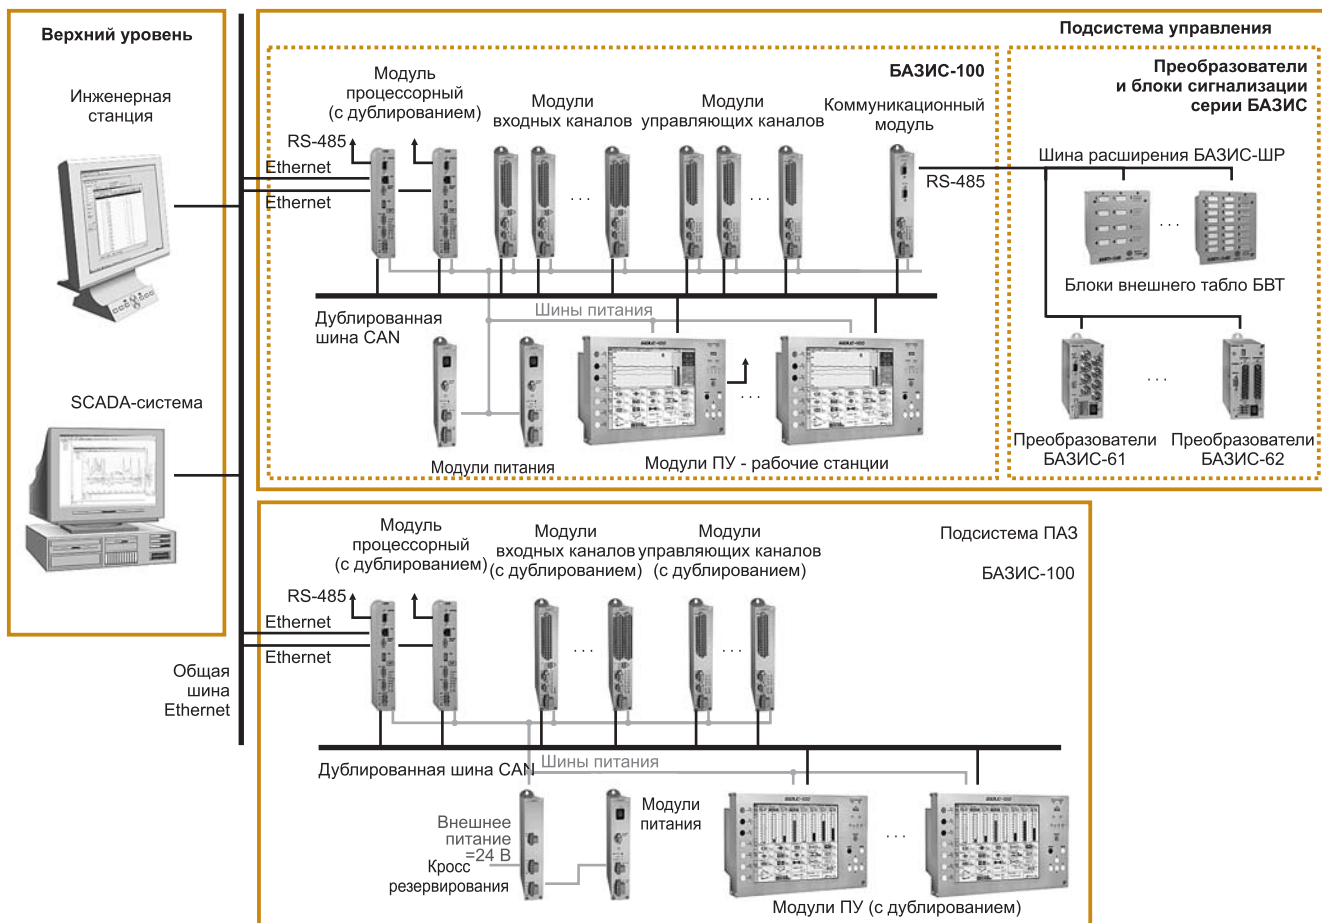 Верхний уровень
Инженерная
станция
SCADA-система
Общая
шина
Ethernet
Подсистема управления
БАЗИС-100
Модуль
процессорный
(с дублированием)
Модули
входных каналов
Модули
управляющих каналов
Коммуникационный
модуль
RS-485
Ethernet
Ethernet
. . .
. . .
RS-485
Дублированная
шина CAN
Шины питания
Модули питания
. . .
Модули ПУ - рабочие станции
Преобразователи
и блоки сигнализации
серии БАЗИС
Шина расширения БАЗИС-ШР
. . .
Блоки внешнего табло БВТ
. . .
Преобразователи
БАЗИС-61
Преобразователи
БАЗИС-62
Подсистема ПАЗ
БАЗИС-100
Модуль
процессорный
(с дублированием)
Модули
входных каналов
(с дублированием)
Модули
управляющих каналов
(с дублированием)
RS-485
Ethernet
Ethernet
. . .
. . .
Дублированная шина CAN
Шины питания
Внешнее
питание
=24 В
Кросс
резервирования
Модули
питания
. . .
Модули ПУ (с дублированием)